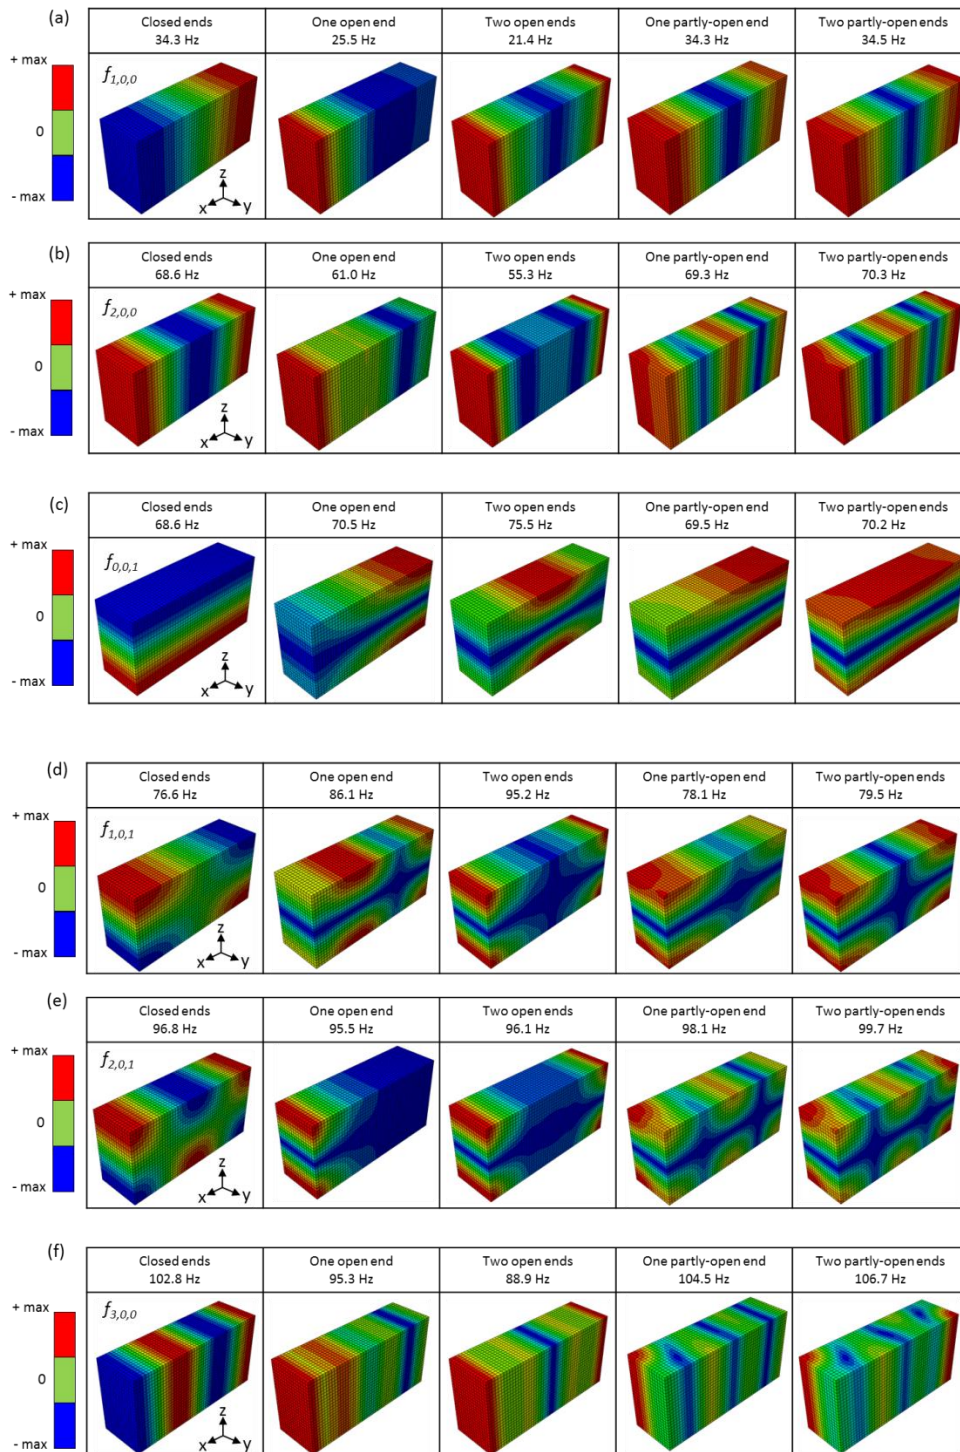 (a)
Closed ends
34.3 Hz
One open end
25.5 Hz
Two open ends
21.4 Hz
One partly-open end
34.3 Hz
Two partly-open ends
34.5 Hz
+ max
0
- max
f1,0,0
z
x
y
(b)
Closed ends
68.6 Hz
One open end
61.0 Hz
Two open ends
55.3 Hz
One partly-open end
69.3 Hz
Two partly-open ends
70.3 Hz
+ max
0
- max
f2,0,0
z
x
y
(c)
Closed ends
68.6 Hz
One open end
70.5 Hz
Two open ends
75.5 Hz
One partly-open end
69.5 Hz
Two partly-open ends
70.2 Hz
+ max
0
- max
f0,0,1
z
x
y
(d)
Closed ends
76.6 Hz
One open end
86.1 Hz
Two open ends
95.2 Hz
One partly-open end
78.1 Hz
Two partly-open ends
79.5 Hz
+ max
0
- max
f1,0,1
z
x
y
(e)
Closed ends
96.8 Hz
One open end
95.5 Hz
Two open ends
96.1 Hz
One partly-open end
98.1 Hz
Two partly-open ends
99.7 Hz
+ max
0
- max
f2,0,1
z
x
y
(f)
Closed ends
102.8 Hz
One open end
95.3 Hz
Two open ends
88.9 Hz
One partly-open end
104.5 Hz
Two partly-open ends
106.7 Hz
+ max
0
- max
f3,0,0
z
x
y